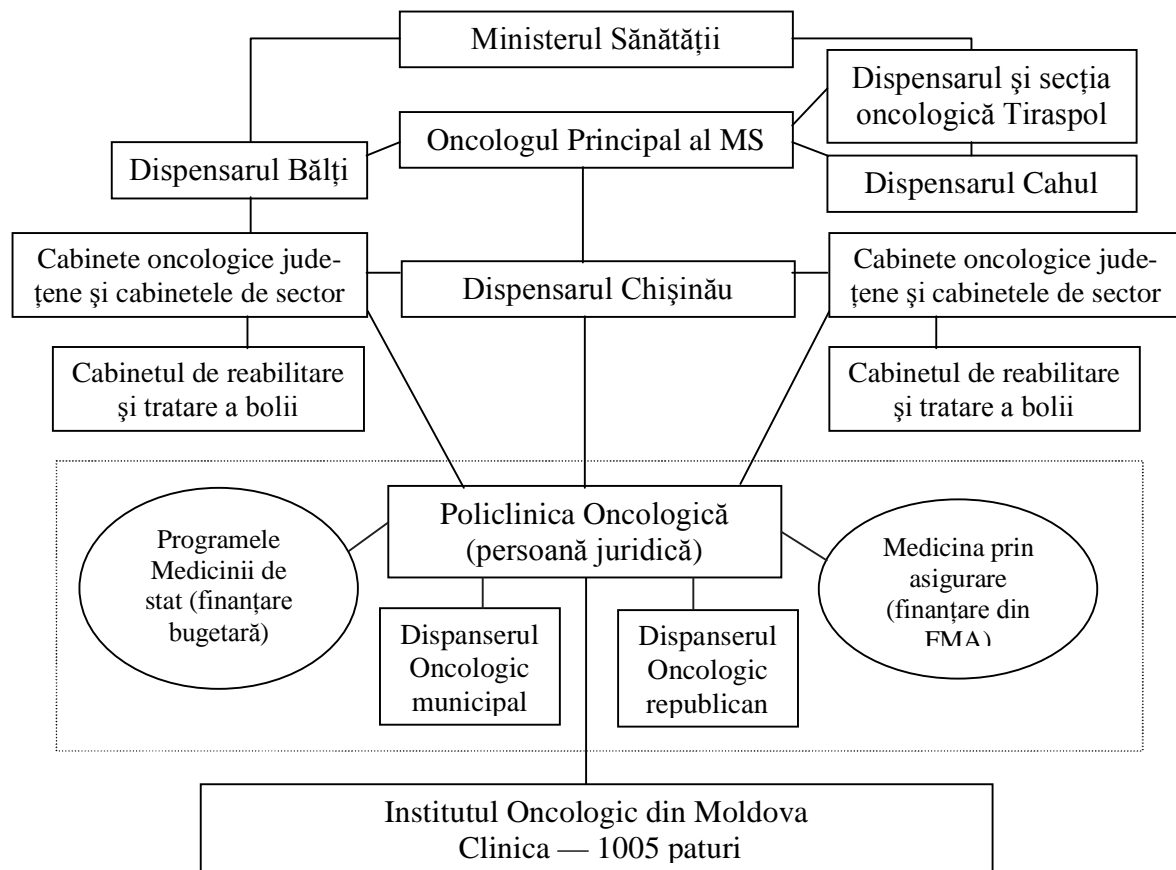 Ministerul Sănătății
Dispensarul şi secția
oncologică Tiraspol
Oncologul Principal al MS
Dispensarul Bălți
Dispensarul Cahul
Cabinete oncologice jude-
țene şi cabinetele de sector
Dispensarul Chişinău
Cabinete oncologice jude-
țene şi cabinetele de sector
Cabinetul de reabilitare
şi tratare a bolii
Cabinetul de reabilitare
şi tratare a bolii
Policlinica Oncologică
(persoană juridică)
Programele
Medicinii de
stat (finanțare
bugetară)
Medicina prin
asigurare
(finanțare din
FMA)
Dispanserul
Oncologic
municipal
Dispanserul
Oncologic
republican
Institutul Oncologic din Moldova
Clinica — 1005 paturi